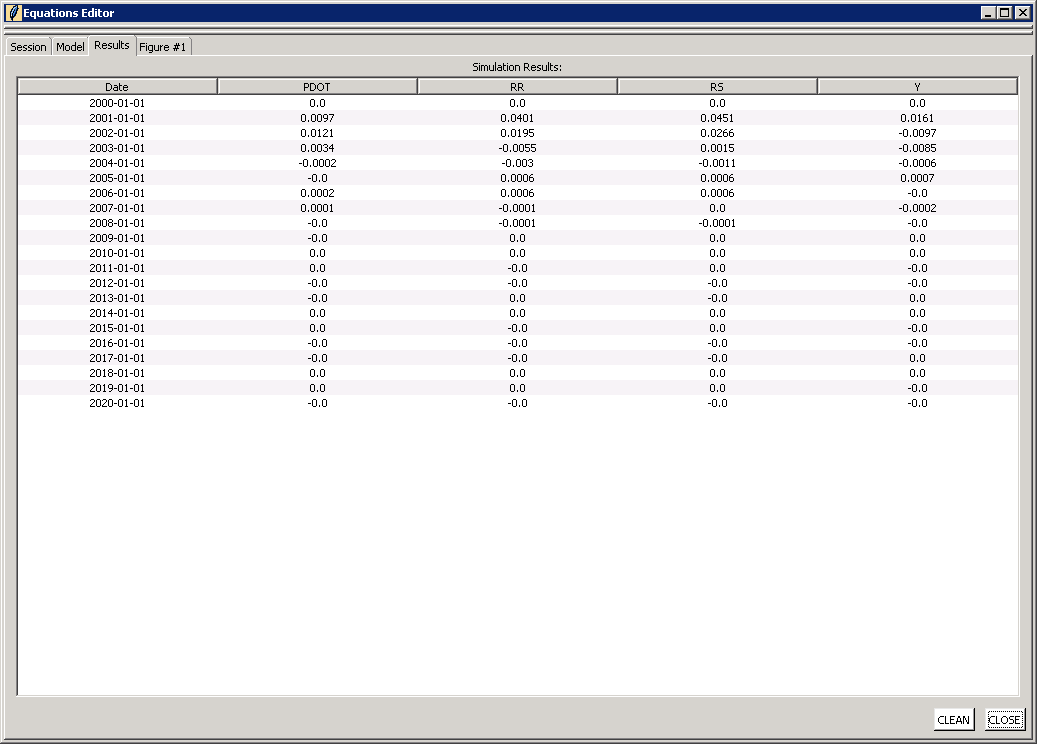 Equations Editor
Session Model Results Figure #1
Simulation Results:
Date PDOT RR RS Y
2000-01-01 0.0 0.0 0.0 0.0
2001-01-01 0.0097 0.0401 0.0451 0.0161
2002-01-01 0.0121 0.0195 0.0266 -0.0097
2003-01-01 0.0034 -0.0055 0.0015 -0.0085
2004-01-01 -0.0002 -0.003 -0.0011 -0.0006
2005-01-01 -0.0 0.0006 0.0006 0.0007
2006-01-01 0.0002 0.0006 0.0006 -0.0
2007-01-01 0.0001 -0.0001 0.0 -0.0002
2008-01-01 -0.0 -0.0001 -0.0001 -0.0
2009-01-01 -0.0 0.0 0.0 0.0
2010-01-01 0.0 0.0 0.0 0.0
2011-01-01 0.0 -0.0 0.0 -0.0
2012-01-01 -0.0 -0.0 -0.0 -0.0
2013-01-01 -0.0 0.0 -0.0 0.0
2014-01-01 0.0 0.0 0.0 0.0
2015-01-01 0.0 -0.0 0.0 -0.0
2016-01-01 -0.0 -0.0 -0.0 -0.0
2017-01-01 -0.0 -0.0 -0.0 0.0
2018-01-01 0.0 0.0 0.0 0.0
2019-01-01 0.0 0.0 0.0 -0.0
2020-01-01 -0.0 -0.0 -0.0 -0.0
CLEAN CLOSE